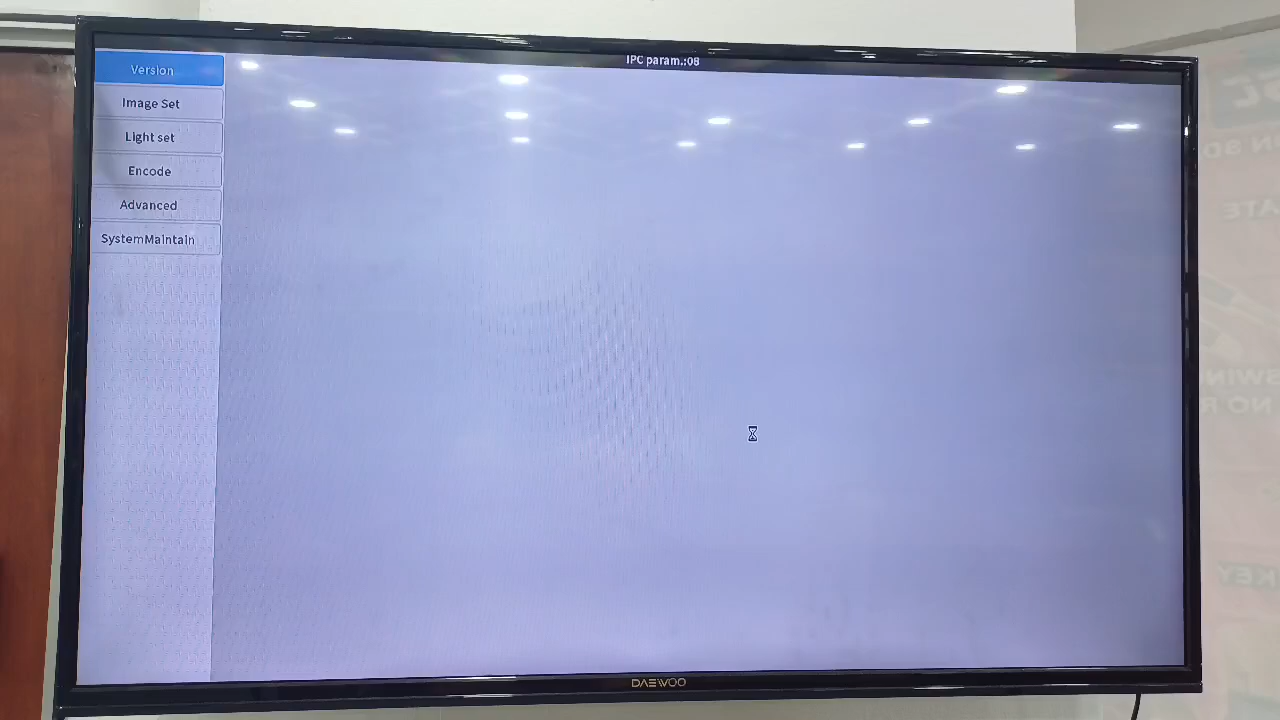 IPC param.:08
Version
Image Set
Light set
Encode
Advanced
SystemMaintain
DAEWOO